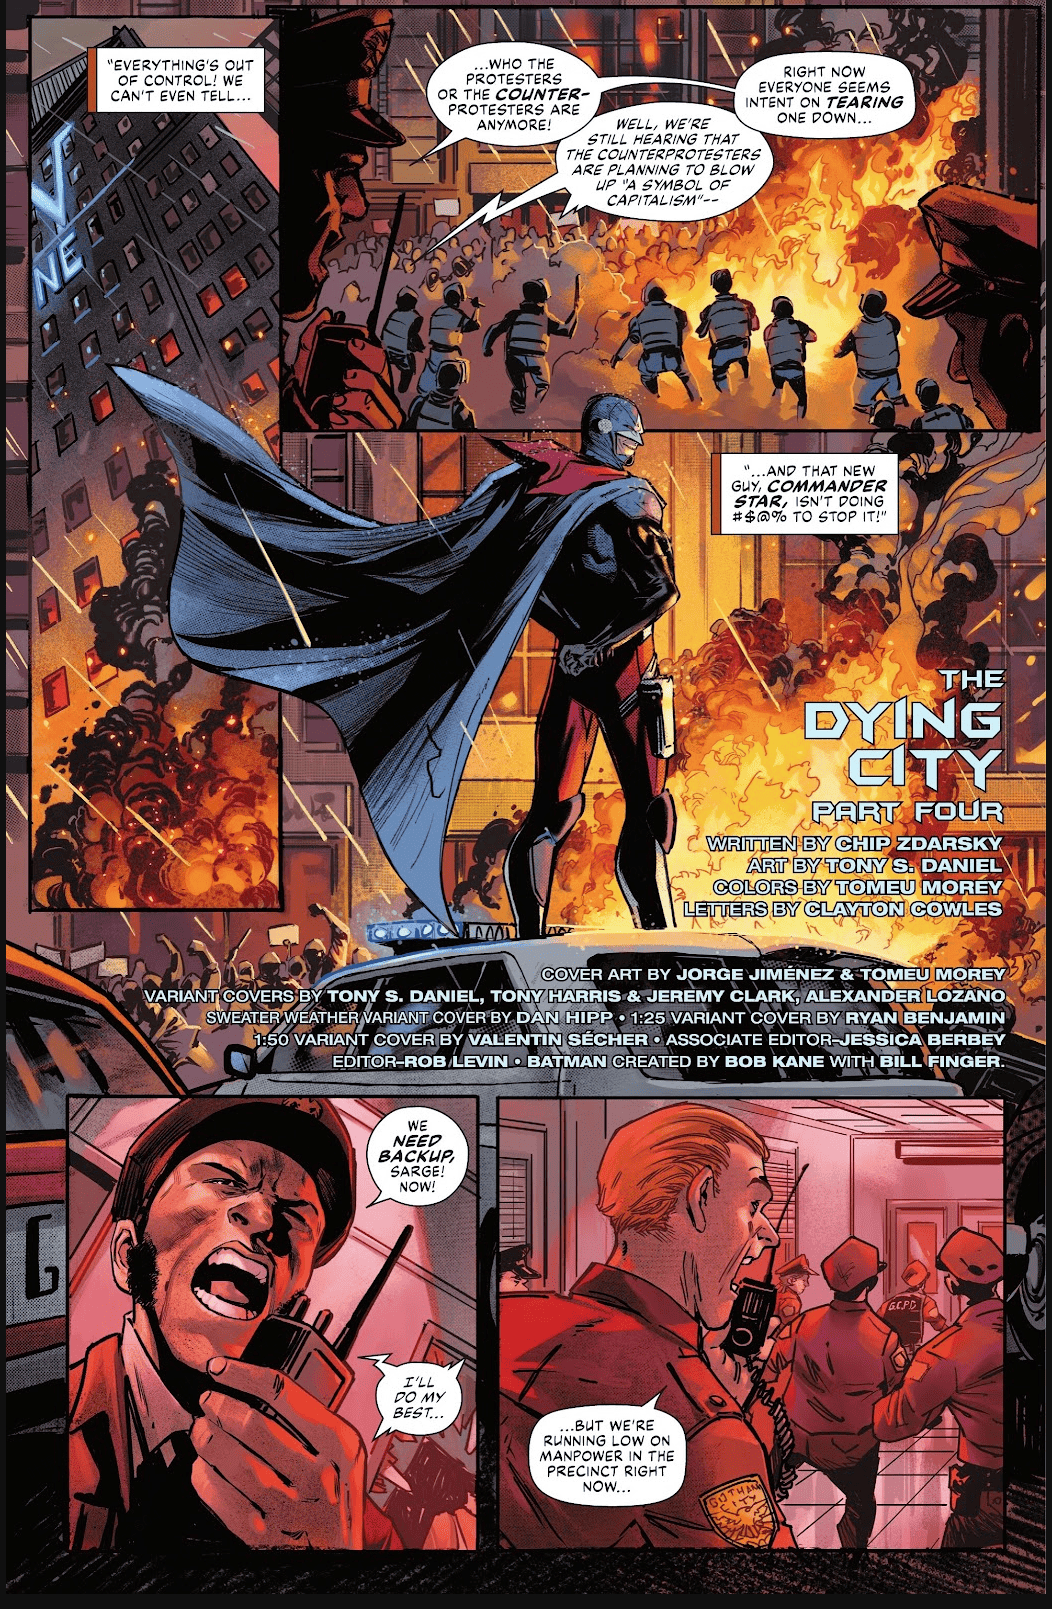 "EVERYTHING'S OUT
OF CONTROL! WE
CAN'T EVEN TELL...
V
NE
...WHO THE
PROTESTERS
OR THE COUNTER-
PROTESTERS ARE
ANYMORE!
RIGHT NOW
EVERYONE SEEMS
INTENT ON TEARING
ONE DOWN...
WELL, WE'RE
STILL HEARING THAT
THE COUNTERPROTESTERS
ARE PLANNING TO BLOW
UP "A SYMBOL OF
CAPITALISM"--
"...AND THAT NEW
GUY, COMMANDER
STAR, ISN'T DOING
#$@% TO STOP IT!"
THE
DYING
CITY
PART FOUR
WRITTEN BY CHIP ZDARSKY
ART BY TONY S. DANIEL
COLORS BY TOMEU MOREY
LETTERS BY CLAYTON COWLES
COVER ART BY JORGE JIMÉNEZ & TOMEU MOREY
VARIANT COVERS BY TONY S. DANIEL, TONY HARRIS & JEREMY CLARK, ALEXANDER LOZANO
SWEATER WEATHER VARIANT COVER BY DAN HIPP • 1:25 VARIANT COVER BY RYAN BENJAMIN
1:50 VARIANT COVER BY VALENTIN SÉCHER • ASSOCIATE EDITOR–JESSICA BERBEY
EDITOR–ROB LEVIN • BATMAN CREATED BY BOB KANE WITH BILL FINGER.
G
WE
NEED
BACKUP,
SARGE!
NOW!
I'LL
DO MY
BEST...
G.C.P.D.
...BUT WE'RE
RUNNING LOW ON
MANPOWER IN THE
PRECINCT RIGHT
NOW...
GOTHAM
CITY